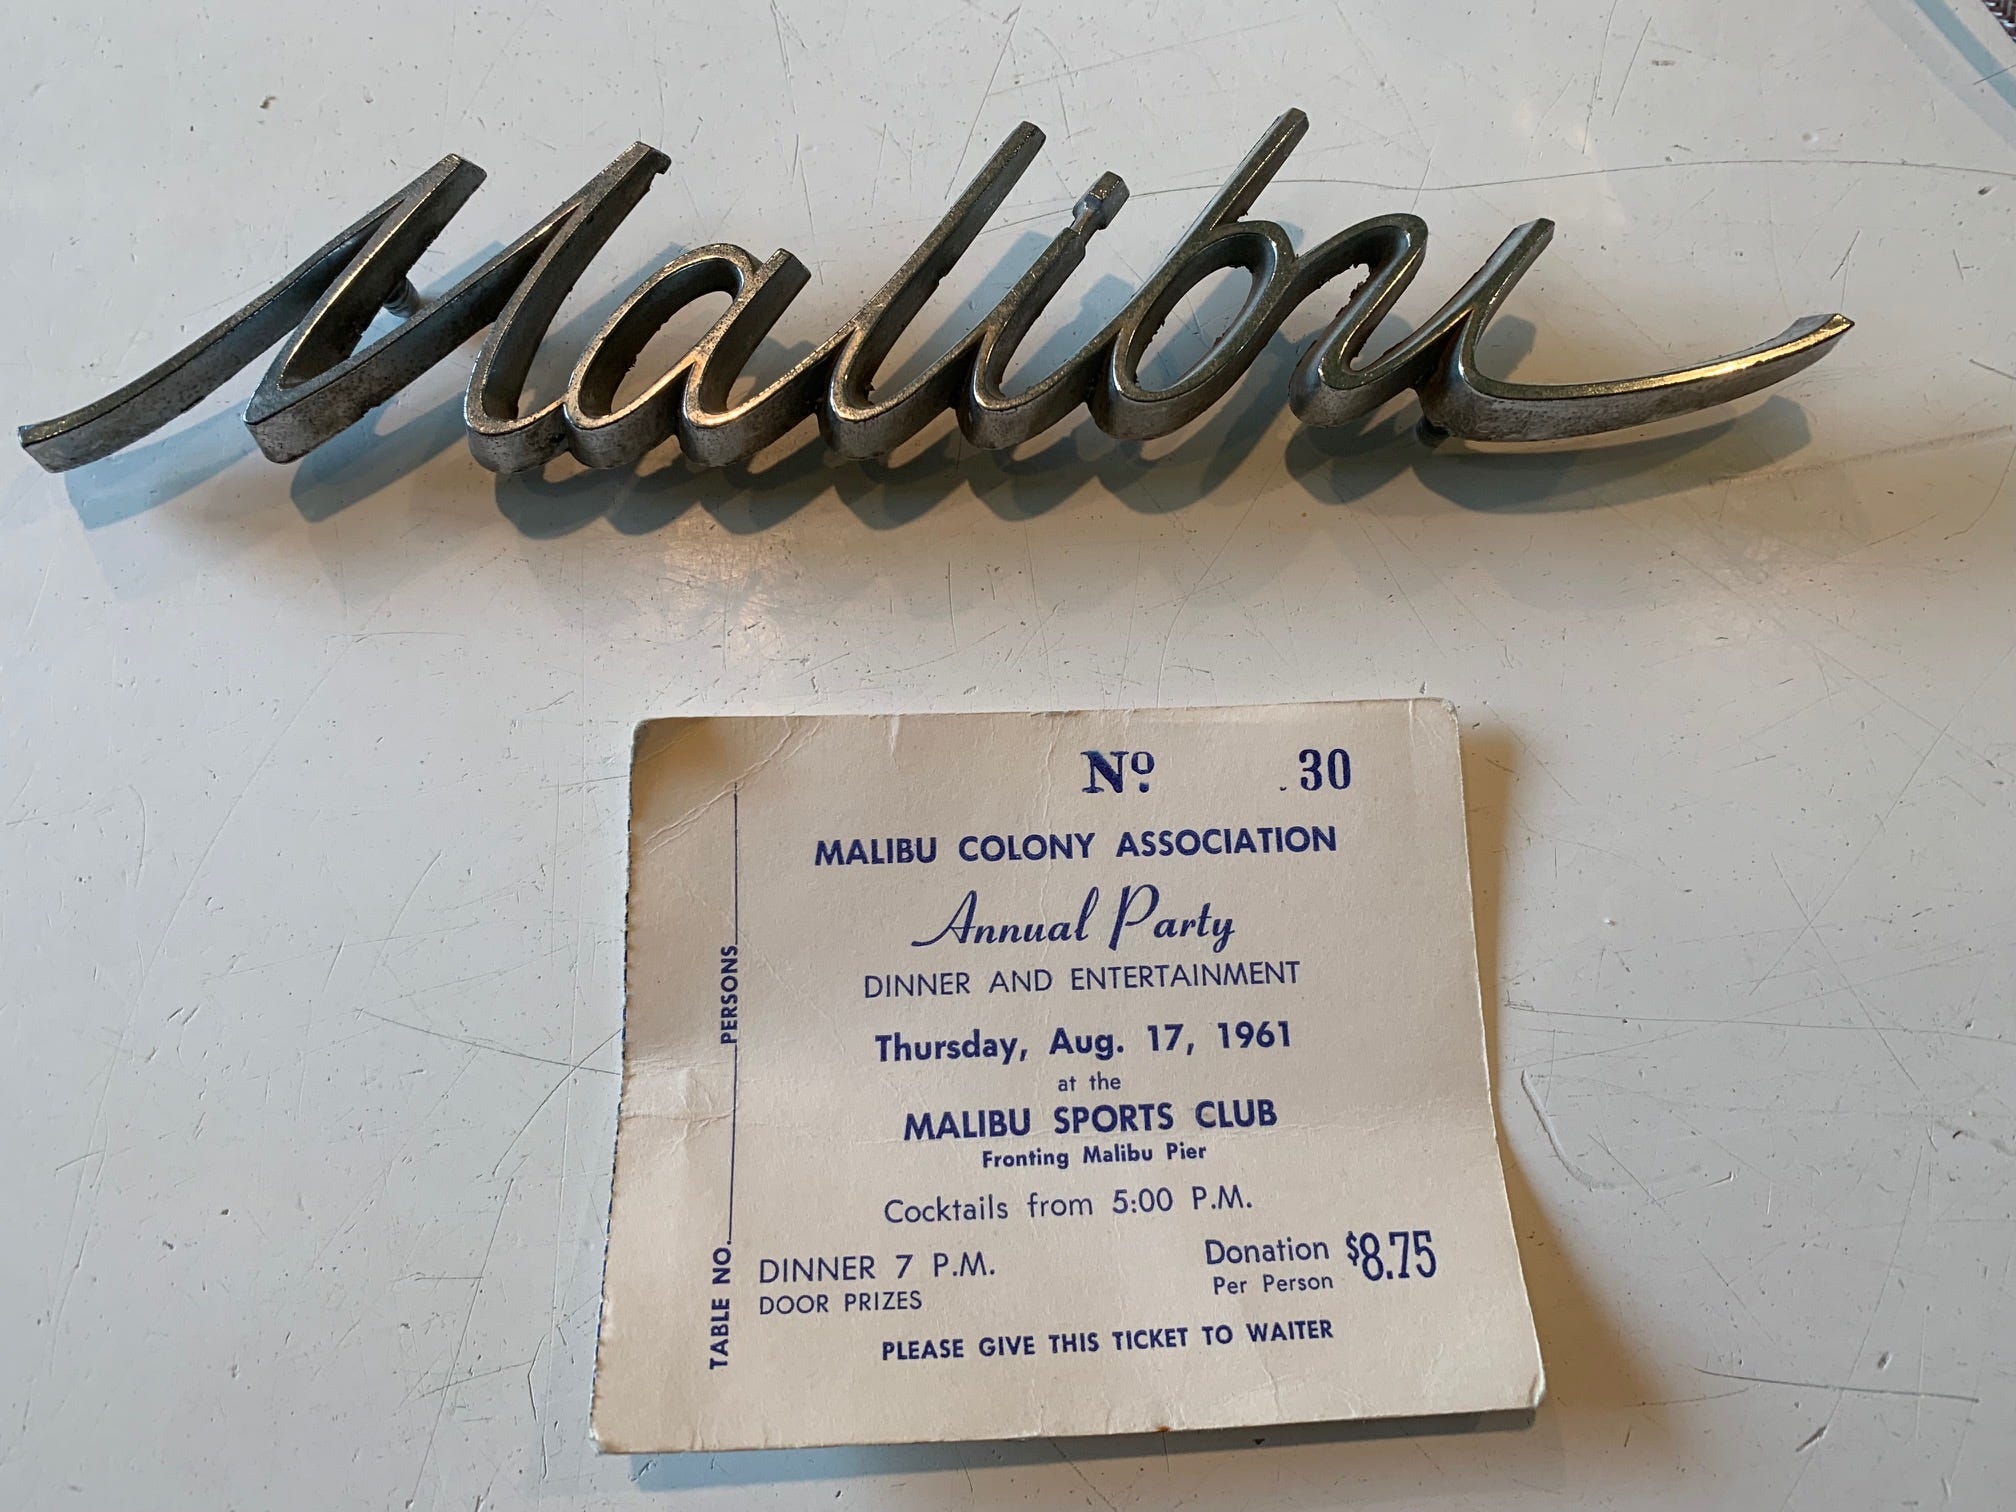 Malibu
No. 30
MALIBU COLONY ASSOCIATION
Annual Party
DINNER AND ENTERTAINMENT
Thursday, Aug. 17, 1961
at the
MALIBU SPORTS CLUB
Fronting Malibu Pier
Cocktails from 5:00 P.M.
DINNER 7 P.M.
DOOR PRIZES
Donation $8.75
Per Person
PLEASE GIVE THIS TICKET TO WAITER
TABLE NO. PERSONS